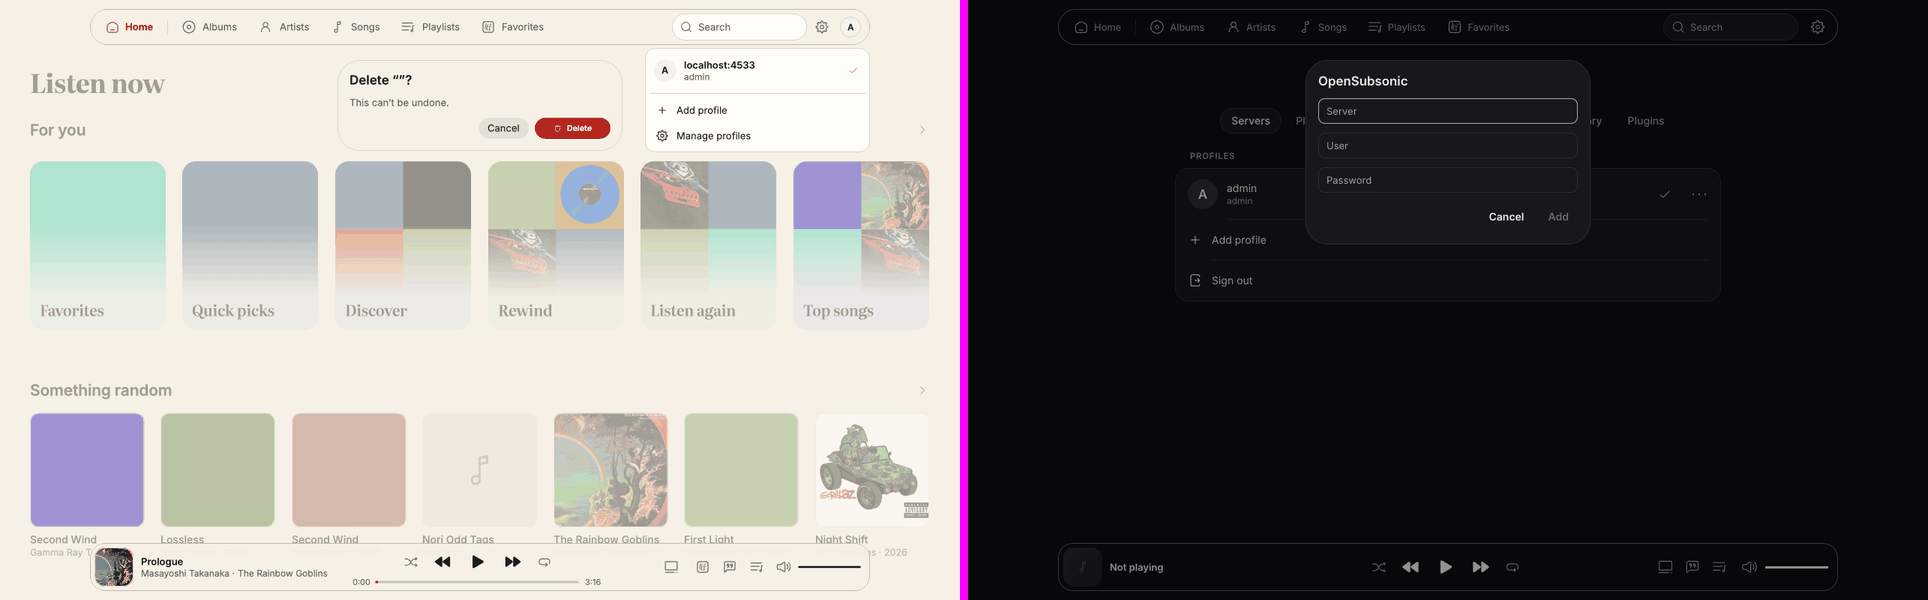 Home
Albums
Artists
Songs
Playlists
Favorites
Search
A
Listen now
Delete “”?
This can't be undone.
Cancel
Delete
A
localhost:4533
admin
Add profile
Manage profiles
For you
Favorites
Quick picks
Discover
Rewind
Listen again
Top songs
Something random
GORILLAZ
Second Wind
Lossless
Second Wind
Nori Odd Tags
The Rainbow Goblins
First Light
Night Shift
Gamma Ray T
· 2026
Prologue
Masayoshi Takanaka · The Rainbow Goblins
0:00
3:16
Home
Albums
Artists
Songs
Playlists
Favorites
Search
OpenSubsonic
Server
User
Password
Cancel
Add
Servers
Pl
ry
Plugins
PROFILES
A
admin
admin
Add profile
Sign out
Not playing